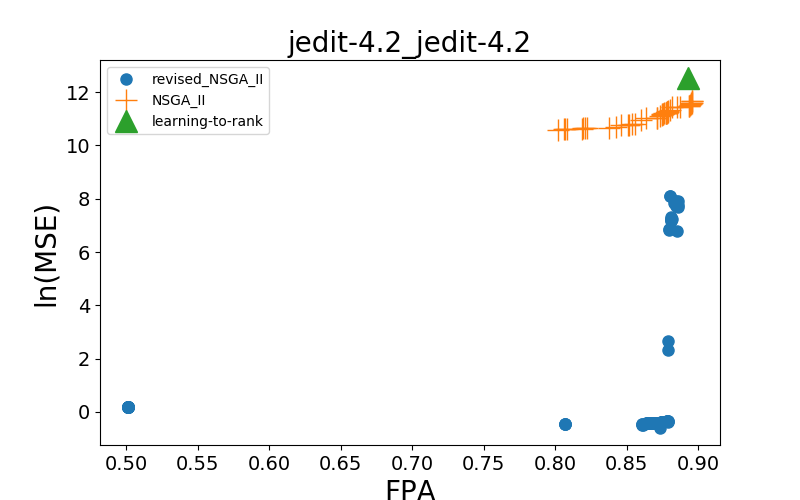 jedit-4.2_jedit-4.2
revised_NSGA_II
NSGA_II
learning-to-rank
ln(MSE)
12
10
8
6
4
2
0
0.50 0.55 0.60 0.65 0.70 0.75 0.80 0.85 0.90
FPA